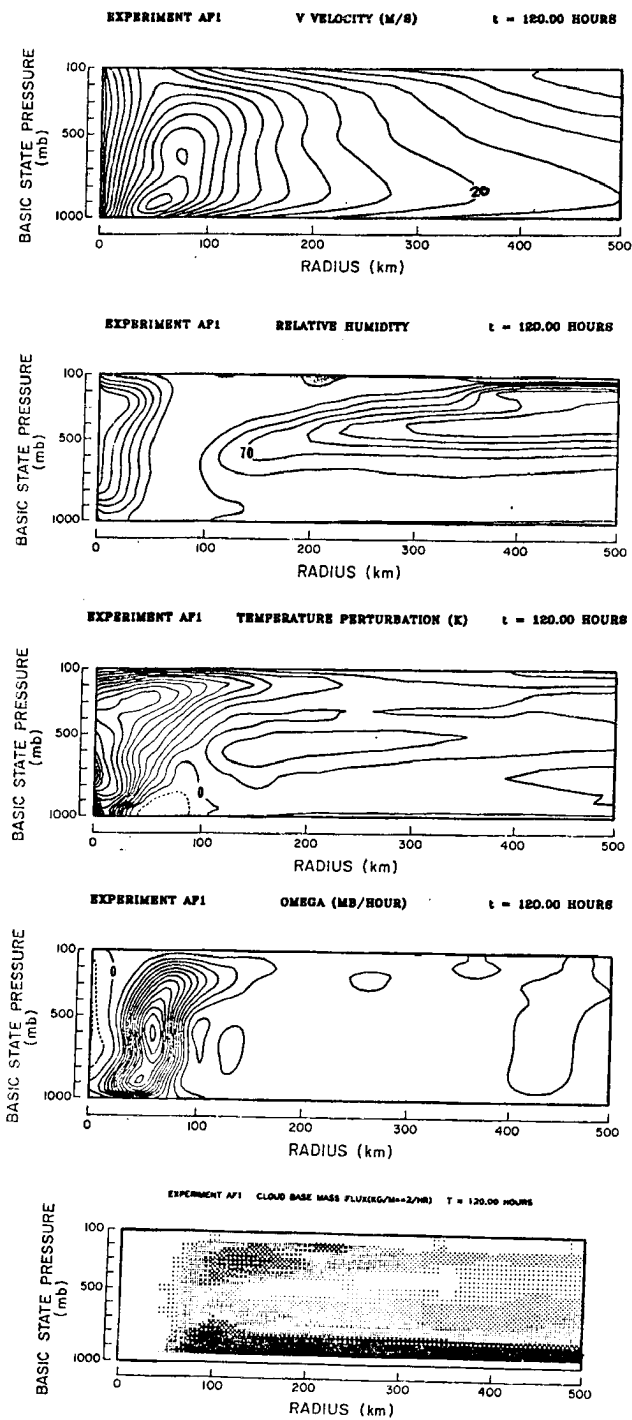 EXPERIMENT AF1 V VELOCITY (M/S) t = 120.00 HOURS
BASIC STATE PRESSURE
(mb)
100
500
1000
20
0 100 200 300 400 500
RADIUS (km)
EXPERIMENT AF1 RELATIVE HUMIDITY t = 120.00 HOURS
BASIC STATE PRESSURE
(mb)
100
500
1000
70
0 100 200 300 400 500
RADIUS (km)
EXPERIMENT AF1 TEMPERATURE PERTURBATION (K) t = 120.00 HOURS
BASIC STATE PRESSURE
(mb)
100
500
1000
0
0 100 200 300 400 500
RADIUS (km)
EXPERIMENT AF1 OMEGA (MB/HOUR) t = 120.00 HOURS
BASIC STATE PRESSURE
(mb)
100
500
1000
0
0 100 200 300 400 500
RADIUS (km)
EXPERIMENT AF1 CLOUD BASE MASS FLUX(KG/M**2/HR) T = 120.00 HOURS
BASIC STATE PRESSURE
(mb)
100
500
1000
0 100 200 300 400 500
RADIUS (km)